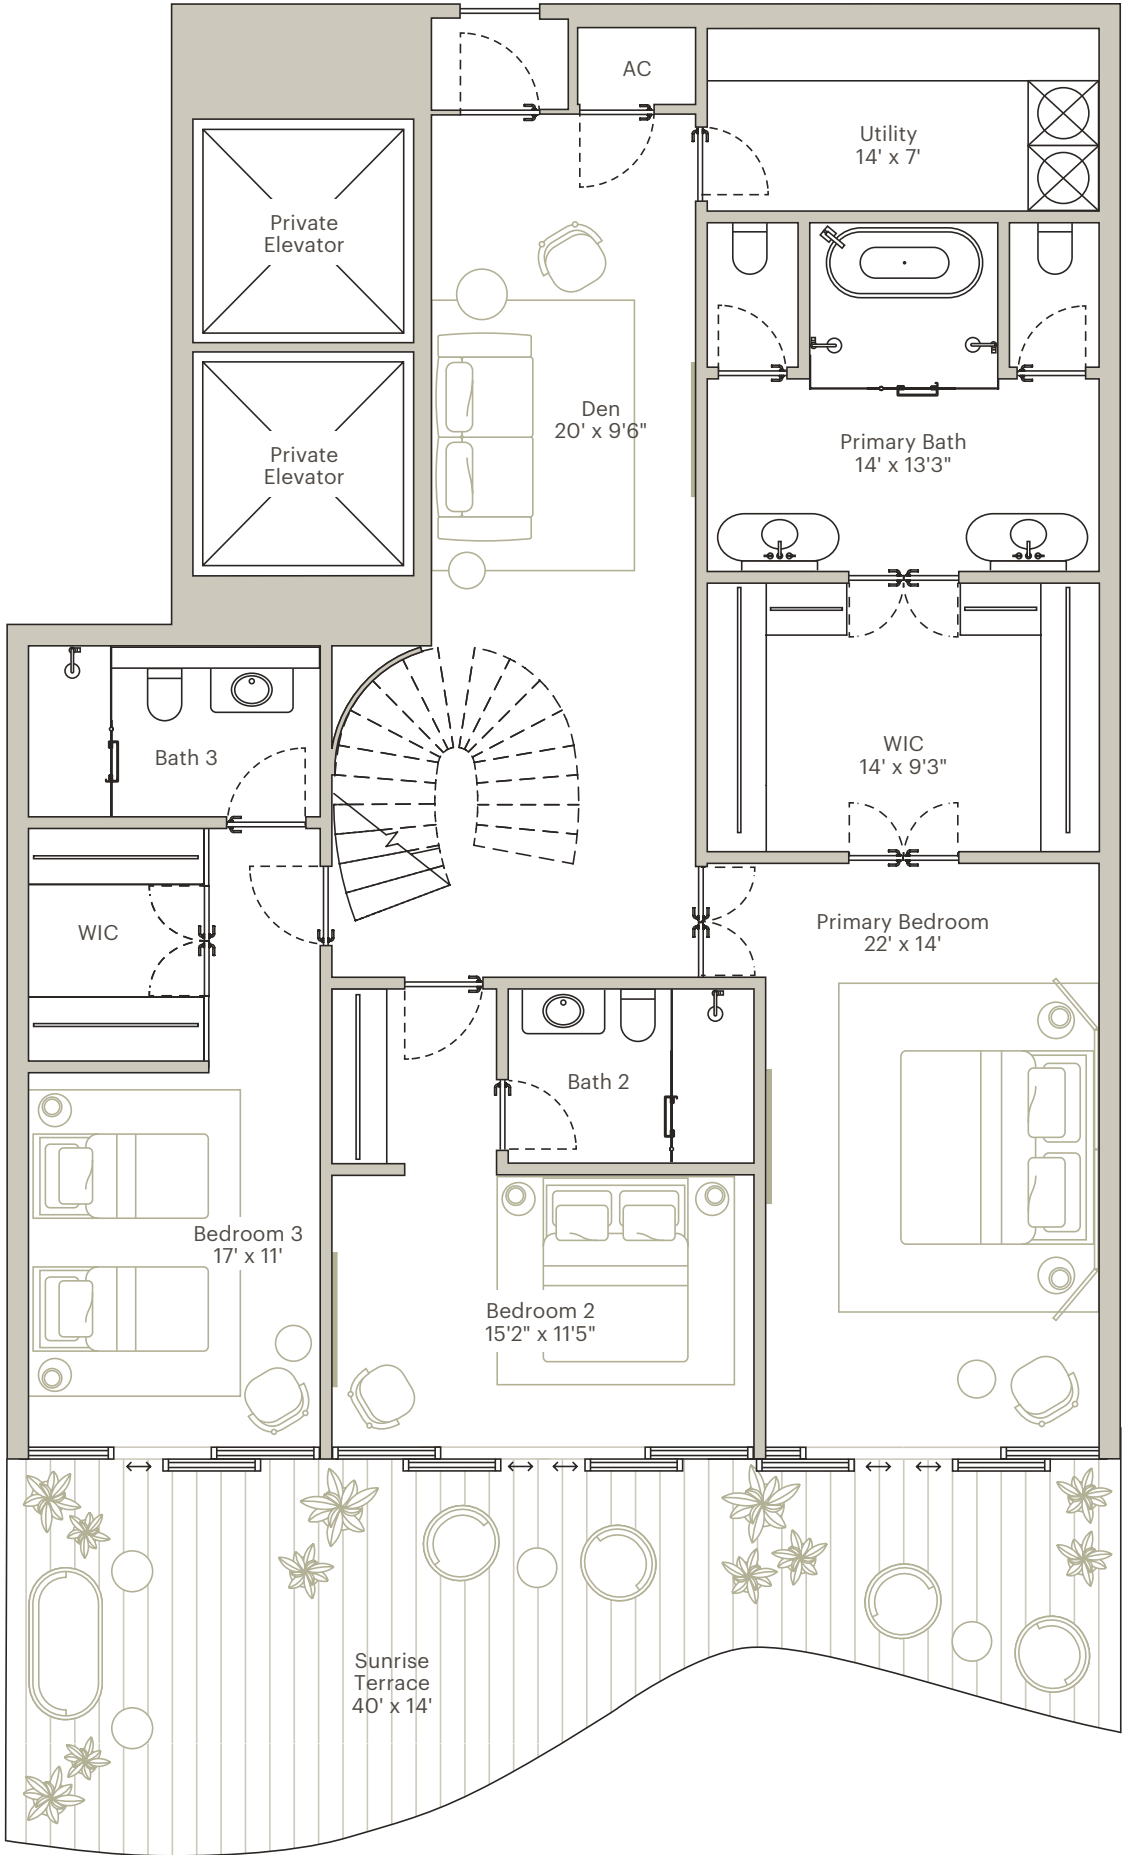 AC
Utility
14' x 7'
Private
Elevator
Private
Elevator
Den
20' x 9'6"
Primary Bath
14' x 13'3"
Bath 3
WIC
14' x 9'3"
WIC
Primary Bedroom
22' x 14'
Bath 2
Bedroom 3
17' x 11'
Bedroom 2
15'2" x 11'5"
Sunrise
Terrace
40' x 14'